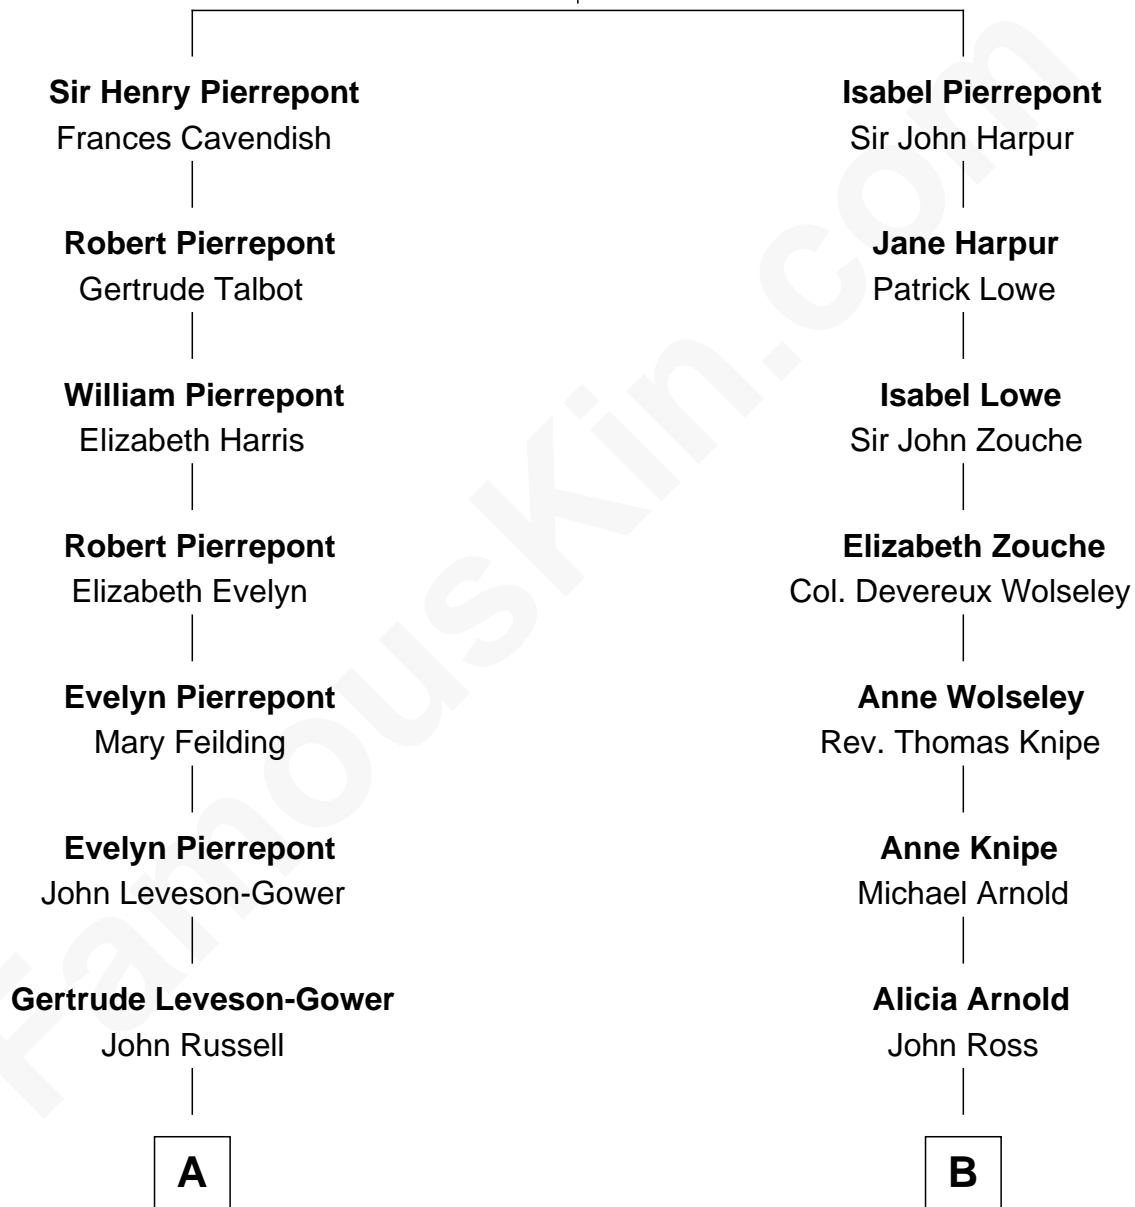 Sir Henry Pierrepont
Frances Cavendish
Robert Pierrepont
Gertrude Talbot
William Pierrepont
Elizabeth Harris
Robert Pierrepont
Elizabeth Evelyn
Evelyn Pierrepont
Mary Feilding
Evelyn Pierrepont
John Leveson-Gower
Gertrude Leveson-Gower
John Russell
A
Isabel Pierrepont
Sir John Harpur
Jane Harpur
Patrick Lowe
Isabel Lowe
Sir John Zouche
Elizabeth Zouche
Col. Devereux Wolseley
Anne Wolseley
Rev. Thomas Knipe
Anne Knipe
Michael Arnold
Alicia Arnold
John Ross
B
FamousKin.com